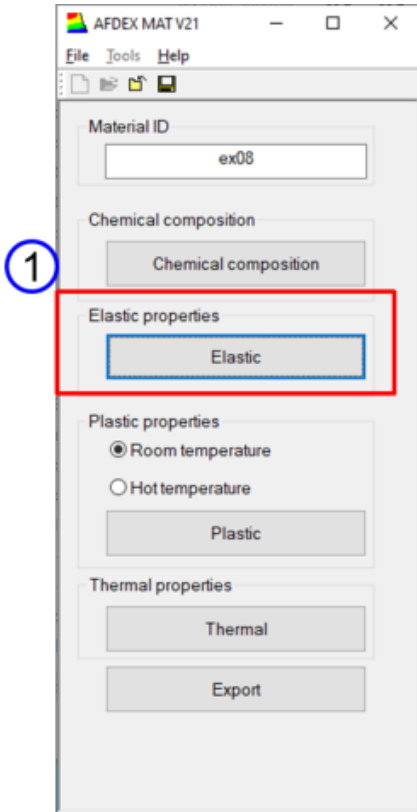 AFDEX MAT V21
File Tools Help
Material ID
ex08
Chemical composition
1
Chemical composition
Elastic properties
Elastic
Plastic properties
Room temperature
Hot temperature
Plastic
Thermal properties
Thermal
Export